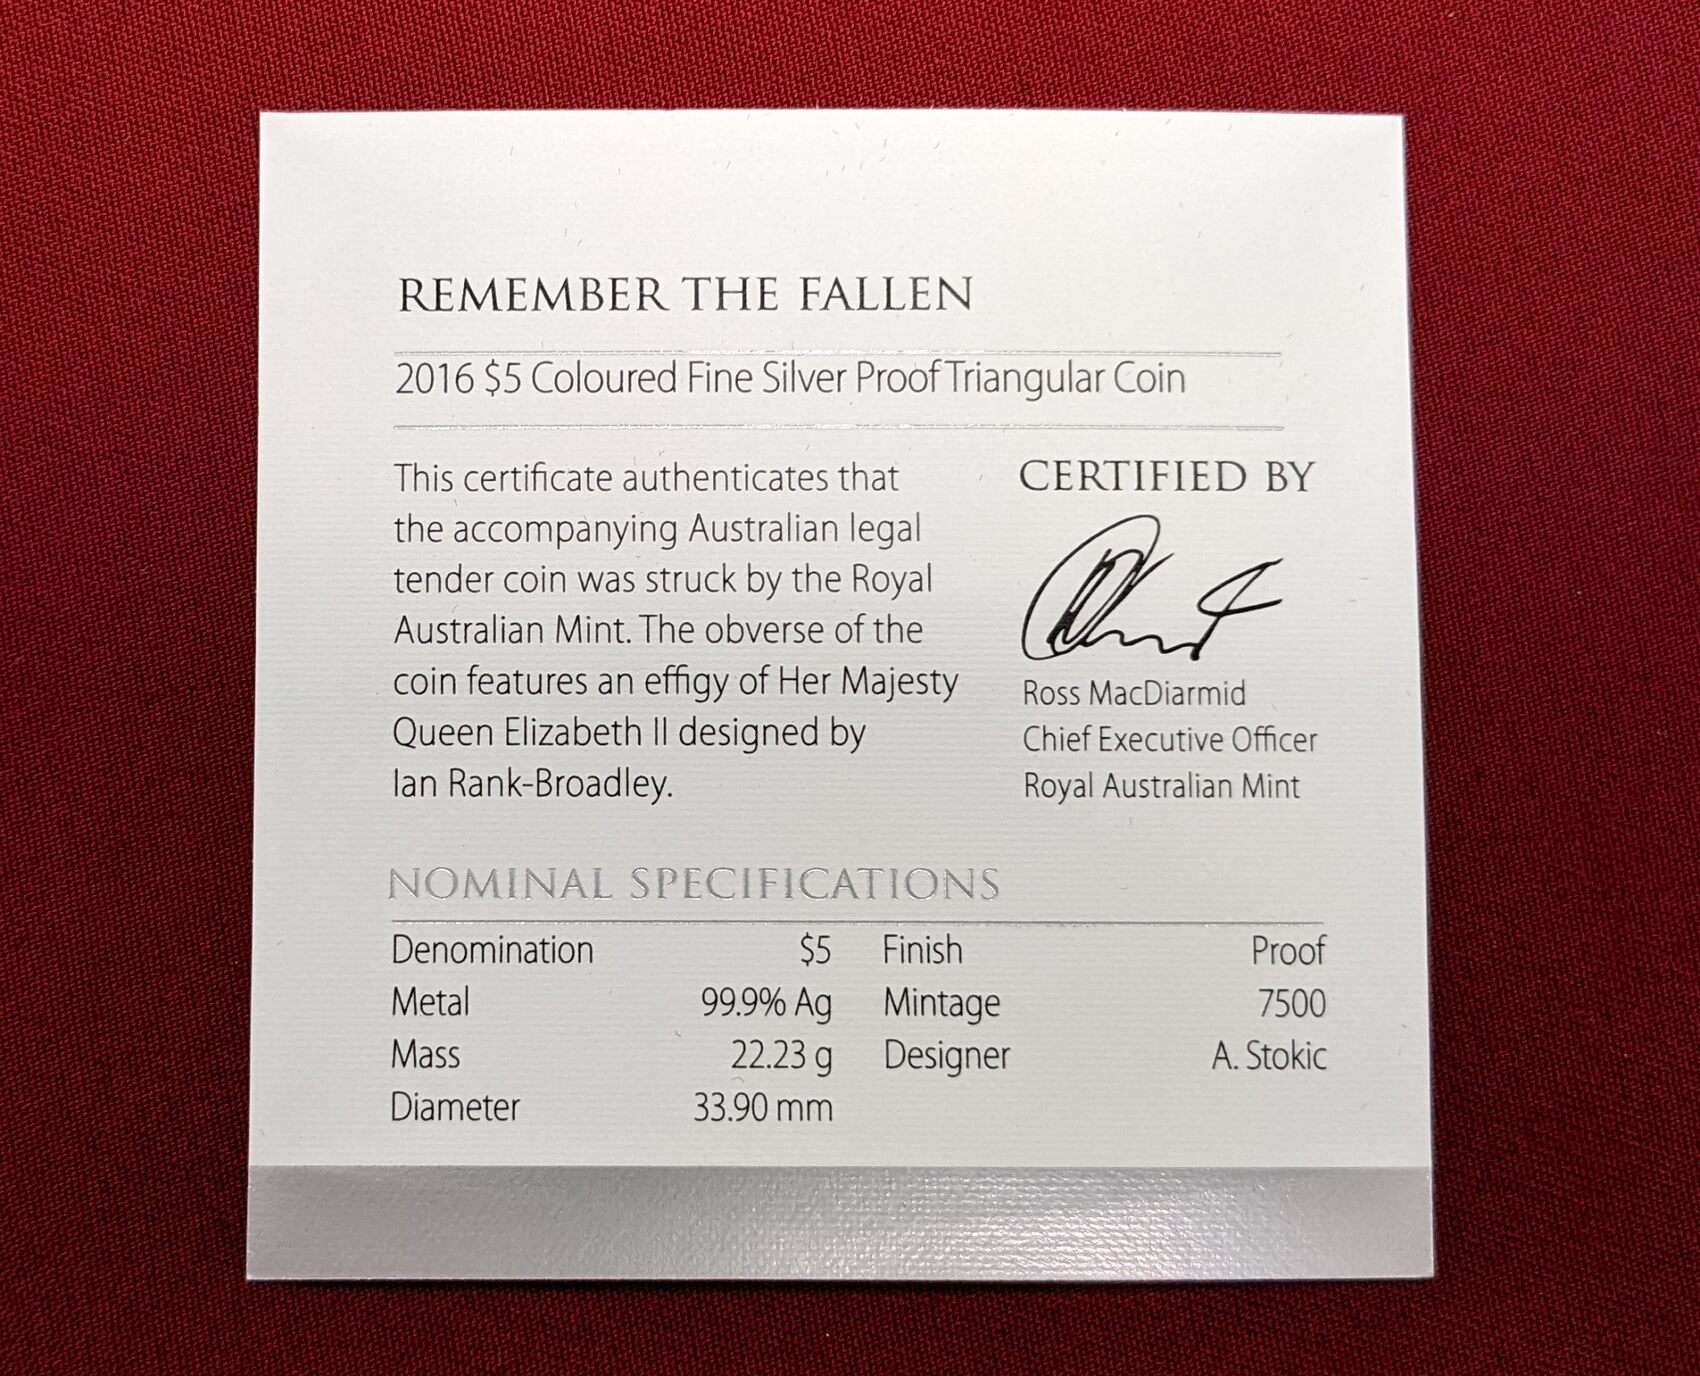 REMEMBER THE FALLEN
2016 $5 Coloured Fine Silver Proof Triangular Coin
This certificate authenticates that
the accompanying Australian legal
tender coin was struck by the Royal
Australian Mint. The obverse of the
coin features an effigy of Her Majesty
Queen Elizabeth II designed by
Ian Rank-Broadley.
CERTIFIED BY
Ross MacDiarmid
Chief Executive Officer
Royal Australian Mint
NOMINAL SPECIFICATIONS
Denomination $5 Finish Proof
Metal 99.9% Ag Mintage 7500
Mass 22.23 g Designer A. Stokic
Diameter 33.90 mm